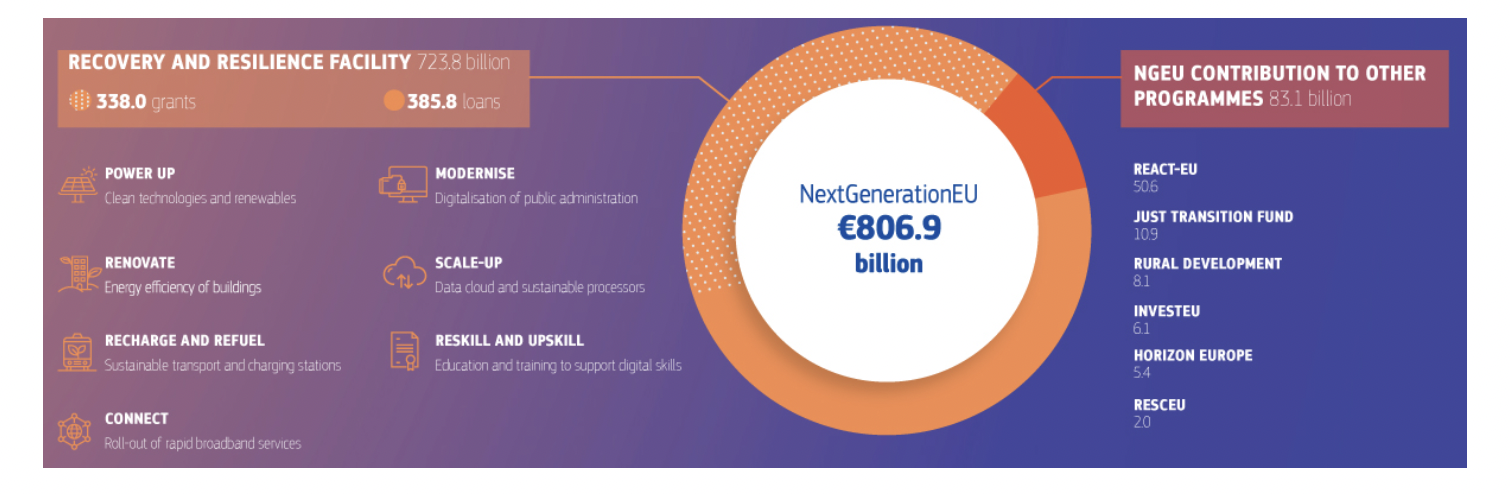 RECOVERY AND RESILIENCE FACILITY 723.8 billion
338.0 grants
385.8 loans
POWER UP
Clean technologies and renewables
MODERNISE
Digitalisation of public administration
RENOVATE
Energy efficiency of buildings
SCALE-UP
Data cloud and sustainable processors
RECHARGE AND REFUEL
Sustainable transport and charging stations
RESKILL AND UPSKILL
Education and training to support digital skills
CONNECT
Roll-out of rapid broadband services
NextGenerationEU
€806.9
billion
NGEU CONTRIBUTION TO OTHER
PROGRAMMES 83.1 billion
REACT-EU
50.6
JUST TRANSITION FUND
10.9
RURAL DEVELOPMENT
8.1
INVESTEU
6.1
HORIZON EUROPE
5.4
RESCEU
2.0